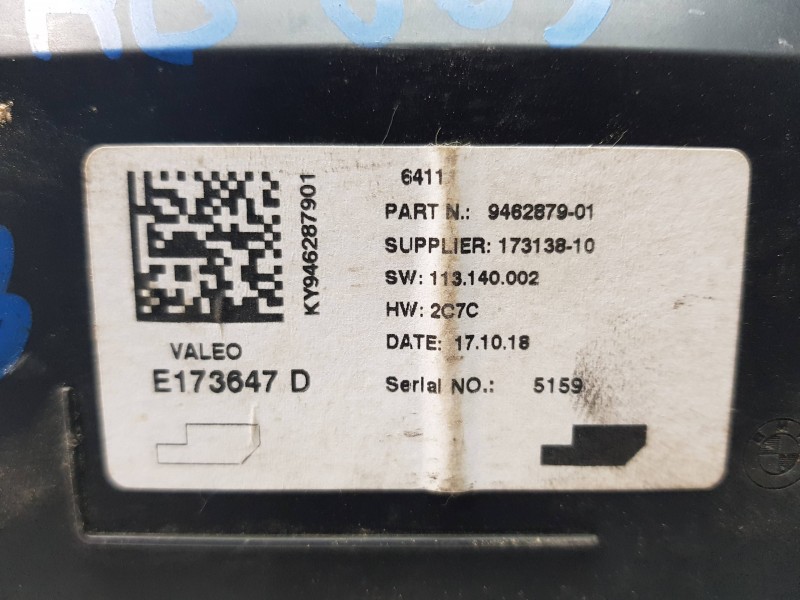 6411
PART N.: 9462879-01
SUPPLIER: 173138-10
SW: 113.140.002
HW: 2C7C
DATE: 17.10.18
Serial NO.: 5159
KY946287901
VALEO
E173647 D